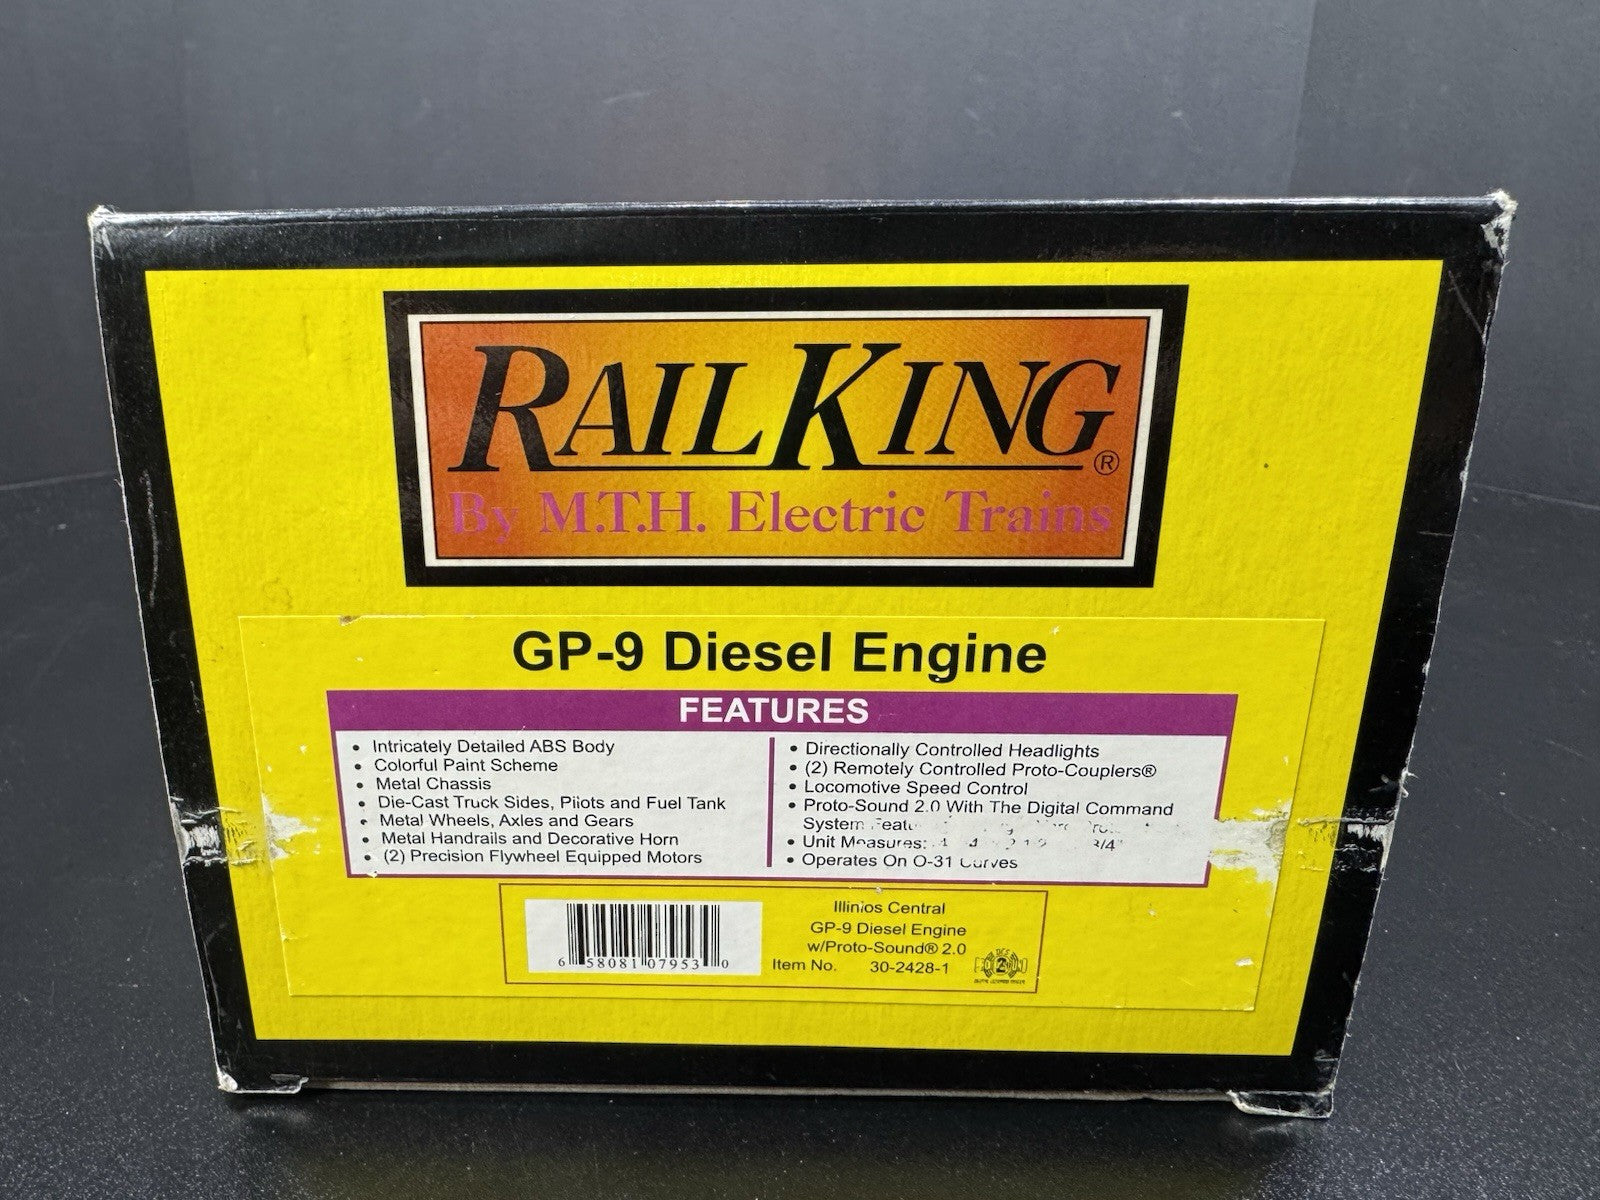 RAILKING®
By M.T.H. Electric Trains
GP-9 Diesel Engine
FEATURES
• Intricately Detailed ABS Body
• Colorful Paint Scheme
• Metal Chassis
• Die-Cast Truck Sides, Pilots and Fuel Tank
• Metal Wheels, Axles and Gears
• Metal Handrails and Decorative Horn
• (2) Precision Flywheel Equipped Motors
• Directionally Controlled Headlights
• (2) Remotely Controlled Proto-Couplers®
• Locomotive Speed Control
• Proto-Sound 2.0 With The Digital Command
System
• Unit Measures: 3/4"
• Operates On O-31 Curves
6 58081 07953 0
Illinios Central
GP-9 Diesel Engine
w/Proto-Sound® 2.0
Item No. 30-2428-1
2